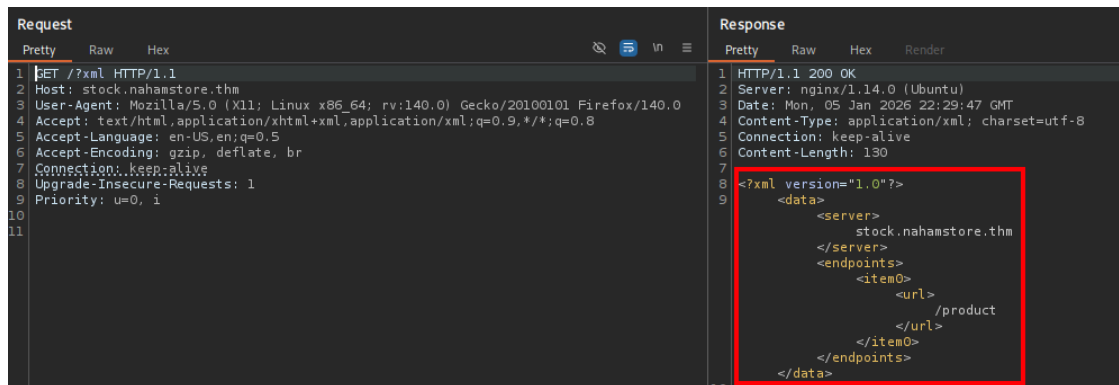 Request
Pretty Raw Hex \n
1 GET /?xml HTTP/1.1
2 Host: stock.nahamstore.thm
3 User-Agent: Mozilla/5.0 (X11; Linux x86_64; rv:140.0) Gecko/20100101 Firefox/140.0
4 Accept: text/html,application/xhtml+xml,application/xml;q=0.9,*/*;q=0.8
5 Accept-Language: en-US,en;q=0.5
6 Accept-Encoding: gzip, deflate, br
7 Connection: keep-alive
8 Upgrade-Insecure-Requests: 1
9 Priority: u=0, i
10
11
Response
Pretty Raw Hex Render
1 HTTP/1.1 200 OK
2 Server: nginx/1.14.0 (Ubuntu)
3 Date: Mon, 05 Jan 2026 22:29:47 GMT
4 Content-Type: application/xml; charset=utf-8
5 Connection: keep-alive
6 Content-Length: 130
7
8 <?xml version="1.0"?>
9 <data>
<server>
stock.nahamstore.thm
</server>
<endpoints>
<item0>
<url>
/product
</url>
</item0>
</endpoints>
</data>